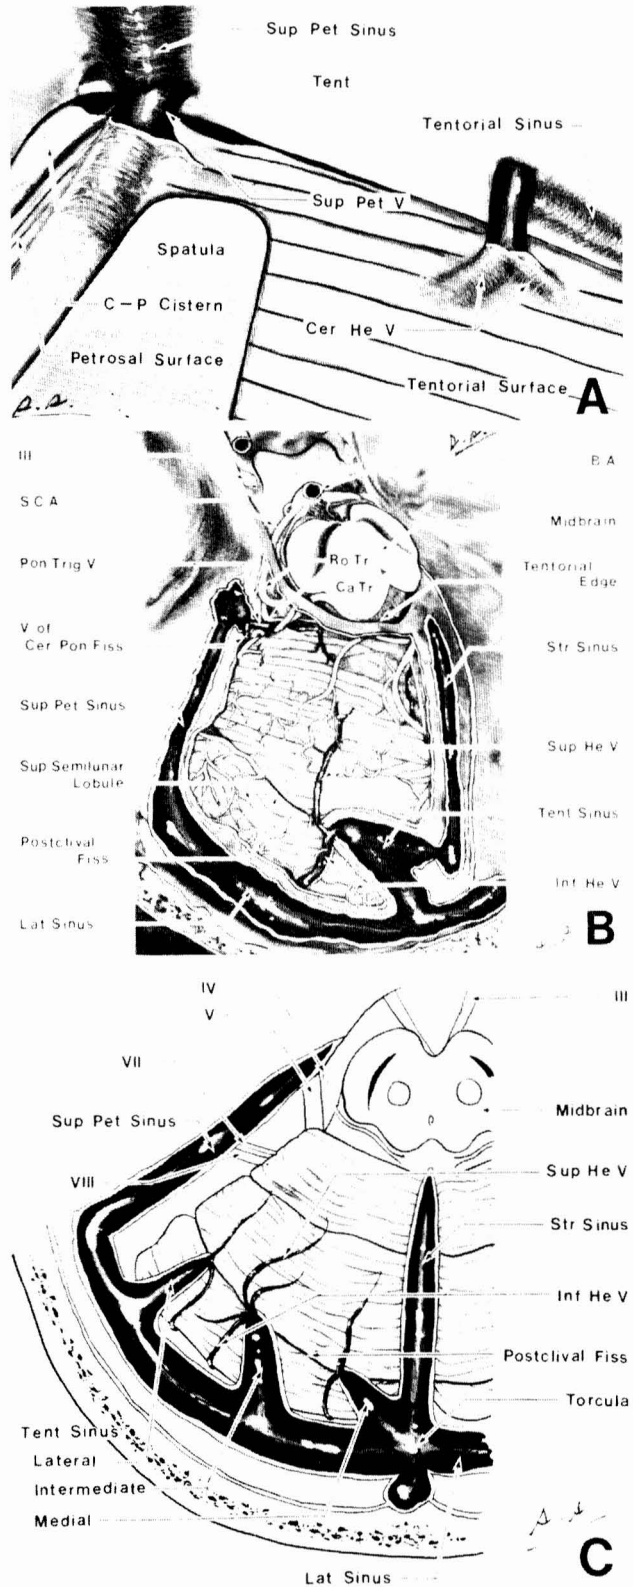 Sup Pet Sinus
Tent
Tentorial Sinus
Sup Pet V
Spatula
C-P Cistern
Cer He V
Petrosal Surface
Tentorial Surface
A
III
B A
S C A
Midbrain
Ro Tr
Pon Trig V
Tentorial
Edge
Ca Tr
V of
Cer Pon Fiss
Str Sinus
Sup Pet Sinus
Sup He V
Sup Semilunar
Lobule
Tent Sinus
Postclival
Fiss
Inf He V
Lat Sinus
B
IV
III
V
VII
Midbrain
Sup Pet Sinus
Sup He V
VIII
Str Sinus
Inf He V
Postclival Fiss
Torcula
Tent Sinus
Lateral
Intermediate
Medial
C
Lat Sinus